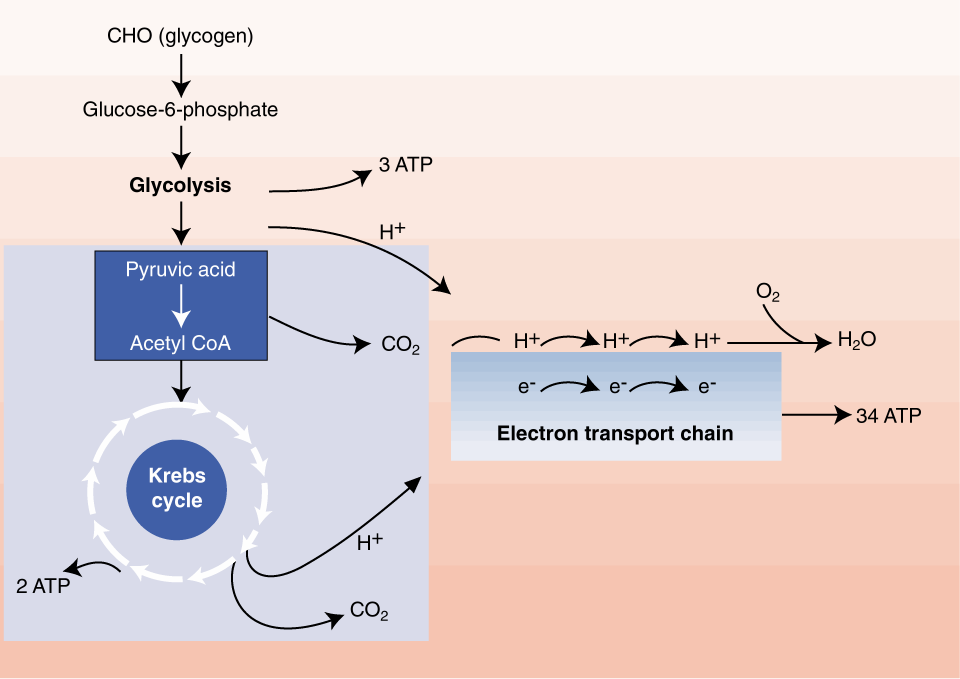 CHO (glycogen)
Glucose-6-phosphate
Glycolysis
3 ATP
H+
Pyruvic acid
Acetyl CoA
CO₂
Krebs
cycle
2 ATP
H+
CO₂
O₂
H+ H+ H+ H₂O
e- e- e-
Electron transport chain
34 ATP